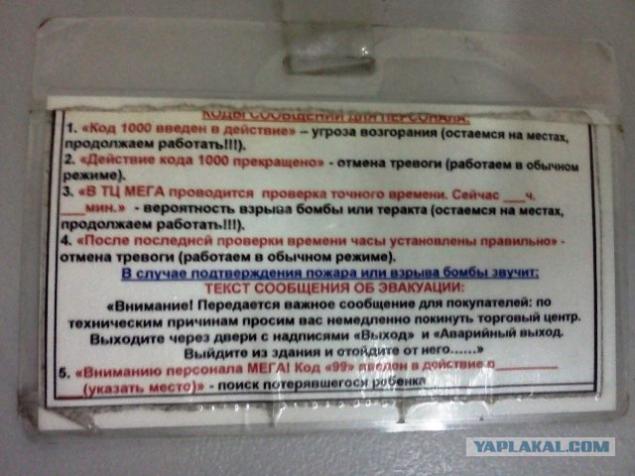 КОДЫ СООБЩЕНИЙ ДЛЯ ПЕРСОНАЛА:
1. «Код 1000 введен в действие» – угроза возгорания (остаемся на местах,
продолжаем работать!!!).
2. «Действие кода 1000 прекращено» - отмена тревоги (работаем в обычном
режиме).
3. «В ТЦ МЕГА проводится проверка точного времени. Сейчас ___ч.
___мин.» - вероятность взрыва бомбы или теракта (остаемся на местах,
продолжаем работать!!!).
4. «После последней проверки времени часы установлены правильно» -
отмена тревоги (работаем в обычном режиме).
В случае подтверждения пожара или взрыва бомбы звучит:
ТЕКСТ СООБЩЕНИЯ ОБ ЭВАКУАЦИИ:
«Внимание! Передается важное сообщение для покупателей: по
техническим причинам просим вас немедленно покинуть торговый центр.
Выходите через двери с надписями «Выход» и «Аварийный выход.
Выйдите из здания и отойдите от него......»
5. «Вниманию персонала МЕГА! Код «99» введен в действие в ________
____(указать место)» - поиск потерявшегося ребенка
YAPLAKAL.COM